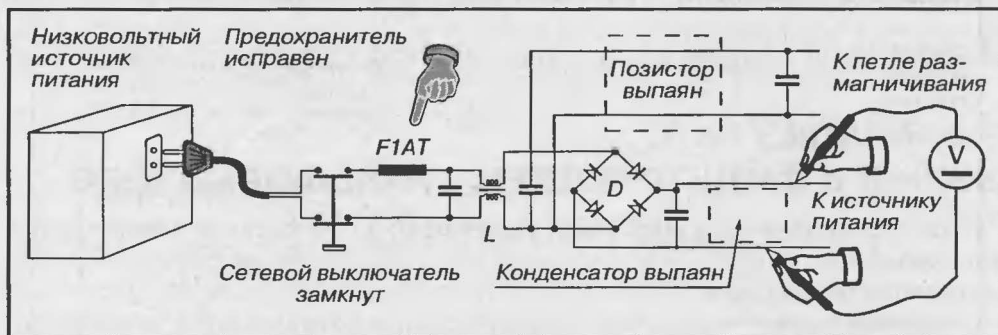 Низковольтный
источник
питания
Предохранитель
исправен
Позистор
выпаян
К петле раз-
магничивания
F1AT
D
V
L
К источнику
питания
Сетевой выключатель
замкнут
Конденсатор выпаян